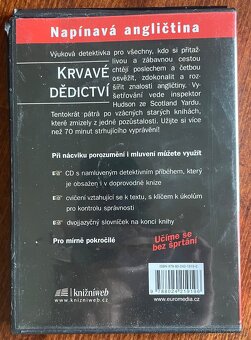 Napínavá angličtina
Výuková detektivka pro všechny, kdo si přitaž-
livou a zábavnou cestou
chtějí poslechem a četbou
osvěžit, zdokonalit a roz-
šířit znalosti angličtiny. Vy-
šetřování vede inspektor
Hudson ze Scotland Yardu.
KRVAVÉ
DĚDICTVÍ
Tentokrát pátrá po vzácných starých knihách,
které zmizely z jedné pozůstalosti. Užijte si více
než 70 minut strhujícího vyprávění!
Při nácviku porozumění i mluvení můžete využít
CD s namluveným detektivním příběhem, který
je obsažen i v doprovodné knize
cvičení vztahující se k textu, s klíčem k úkolům
pro kontrolu správnosti
dvojjazyčný slovníček na konci knihy
Pro mírně pokročilé
Učíme se
bez šprtání
knižníweb
www.knizniweb.cz
www.euromedia.cz